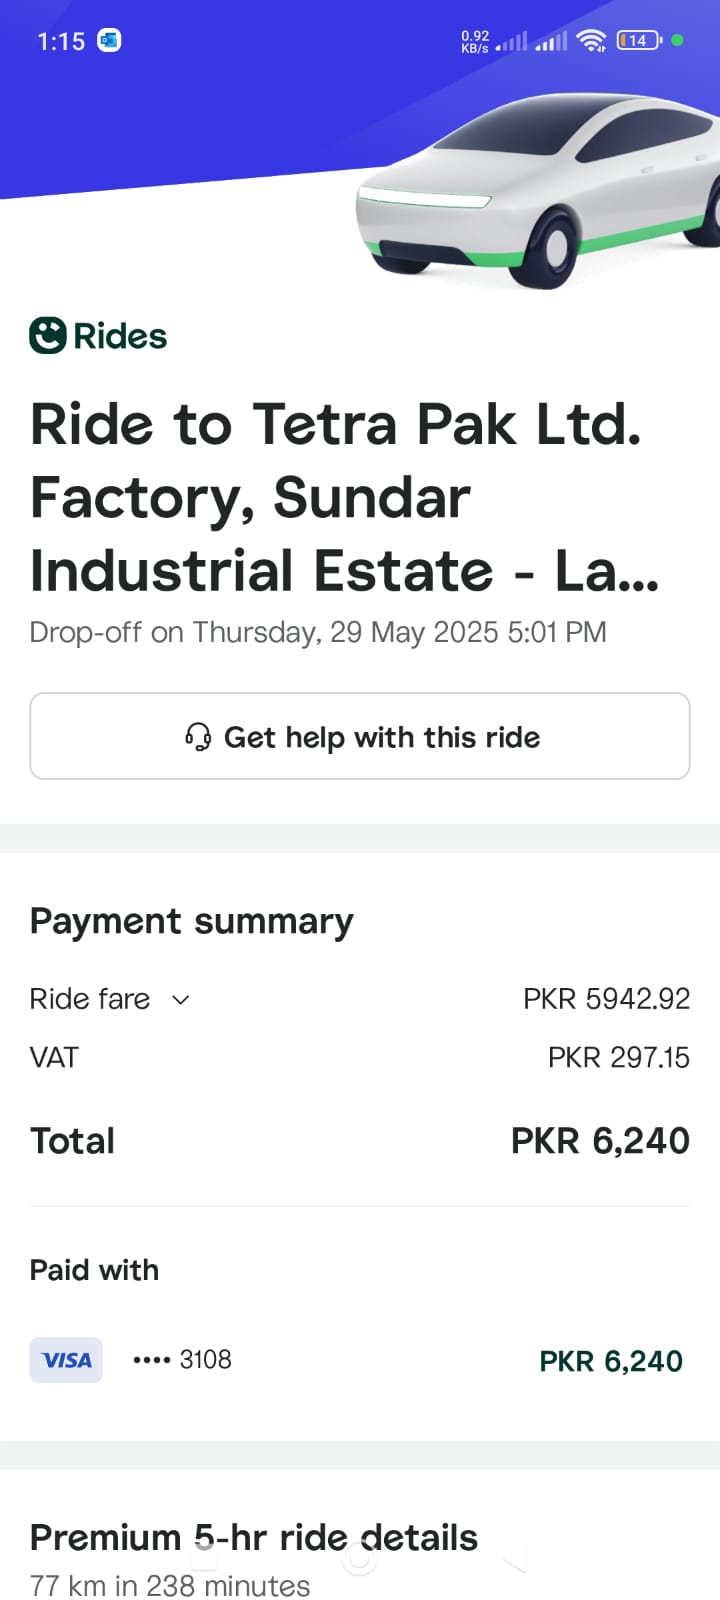 1:15
0.92
KB/s
14
Rides
Ride to Tetra Pak Ltd.
Factory, Sundar
Industrial Estate - La...
Drop-off on Thursday, 29 May 2025 5:01 PM
Get help with this ride
Payment summary
Ride fare PKR 5942.92
VAT PKR 297.15
Total PKR 6,240
Paid with
VISA •••• 3108 PKR 6,240
Premium 5-hr ride details
77 km in 238 minutes